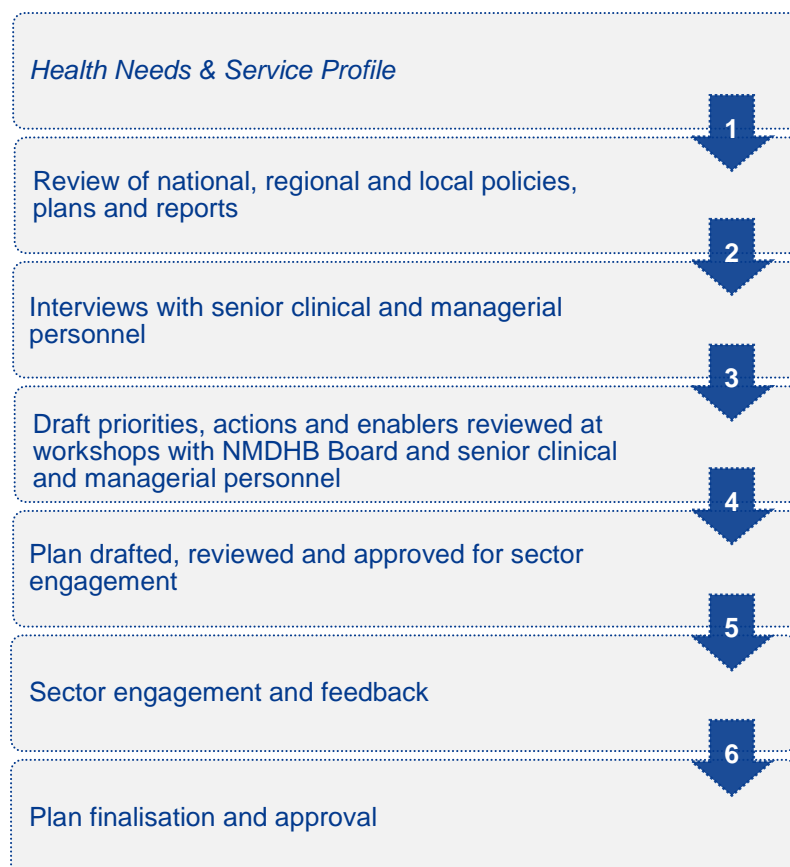 Health Needs & Service Profile
1
Review of national, regional and local policies,
plans and reports
2
Interviews with senior clinical and managerial
personnel
3
Draft priorities, actions and enablers reviewed at
workshops with NMDHB Board and senior clinical
and managerial personnel
4
Plan drafted, reviewed and approved for sector
engagement
5
Sector engagement and feedback
6
Plan finalisation and approval